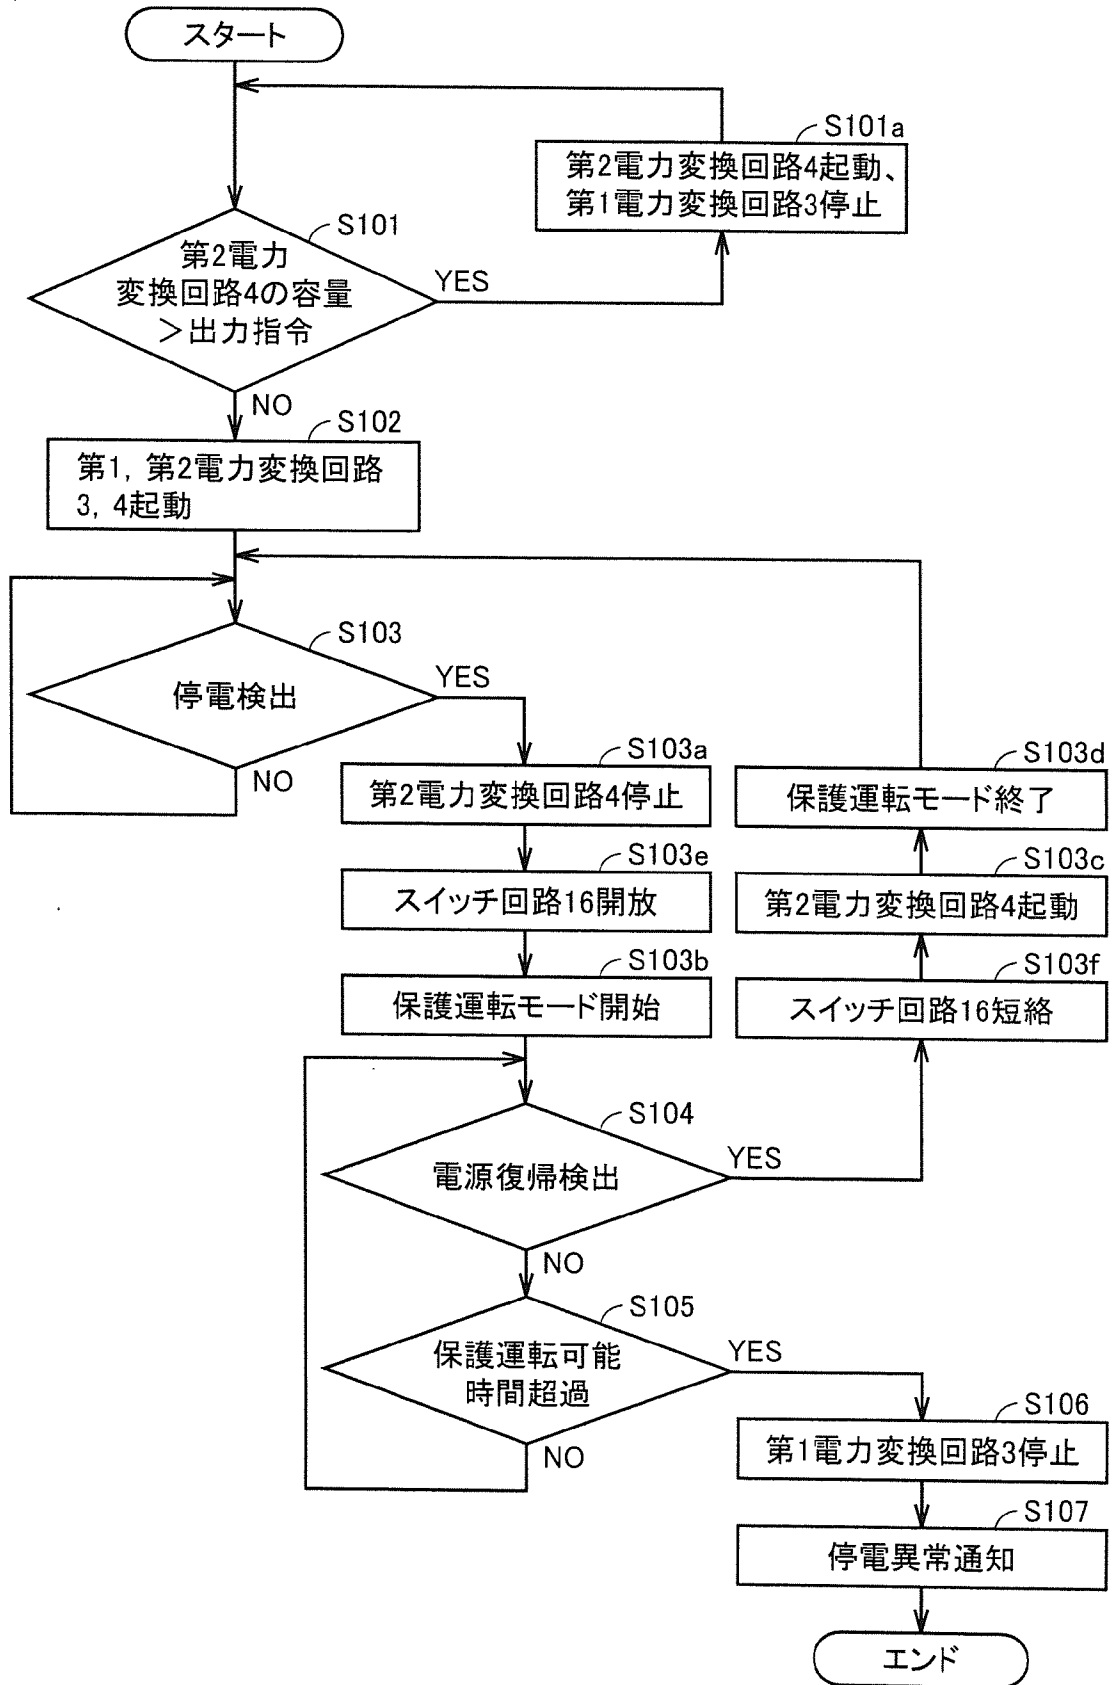 スタート
S101a
第2電力変換回路4起動、
第1電力変換回路3停止
S101
第2電力
変換回路4の容量
＞出力指令
YES
NO
S102
第1, 第2電力変換回路
3, 4起動
S103
停電検出
YES
NO
S103a
第2電力変換回路4停止
S103d
保護運転モード終了
S103e
スイッチ回路16開放
S103c
第2電力変換回路4起動
S103b
保護運転モード開始
S103f
スイッチ回路16短絡
S104
電源復帰検出
YES
NO
S105
保護運転可能
時間超過
YES
NO
S106
第1電力変換回路3停止
S107
停電異常通知
エンド